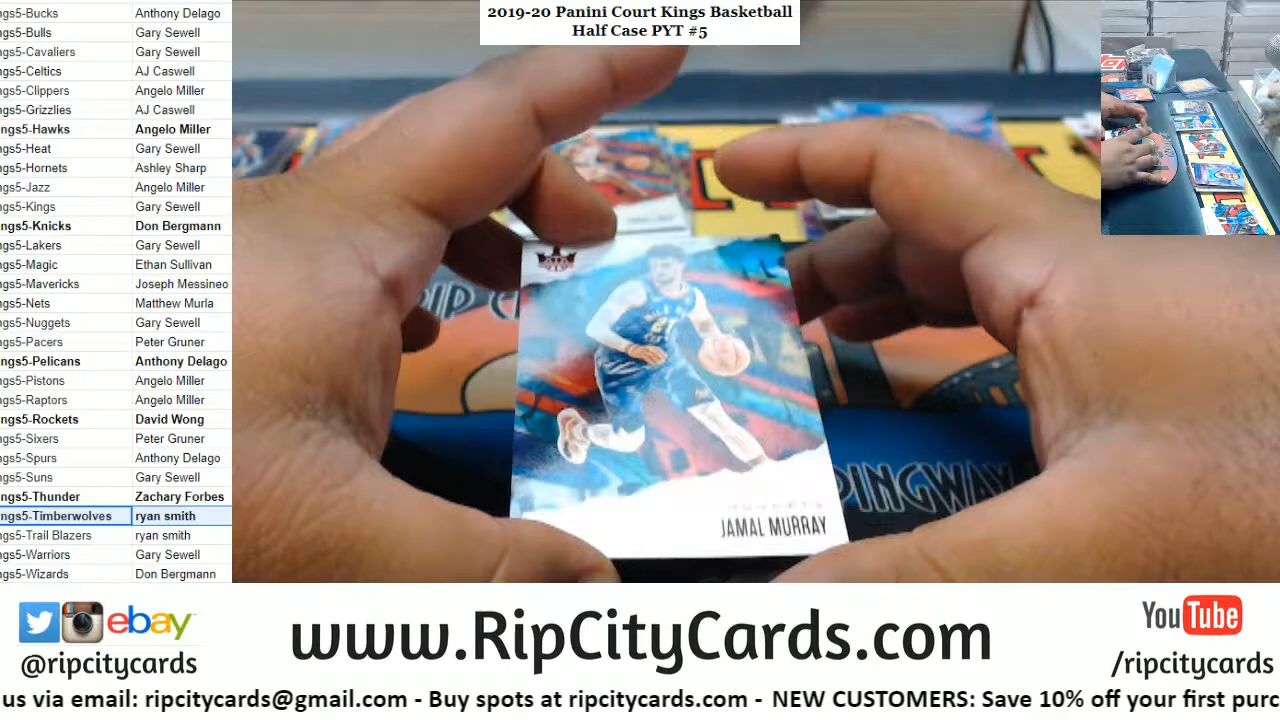 2019-20 Panini Court Kings Basketball
Half Case PYT #5
ngs5-Bucks Anthony Delago
ngs5-Bulls Gary Sewell
ngs5-Cavaliers Gary Sewell
ngs5-Celtics AJ Caswell
ngs5-Clippers Angelo Miller
ngs5-Grizzlies AJ Caswell
ngs5-Hawks Angelo Miller
ngs5-Heat Gary Sewell
ngs5-Hornets Ashley Sharp
ngs5-Jazz Angelo Miller
ngs5-Kings Gary Sewell
ngs5-Knicks Don Bergmann
ngs5-Lakers Gary Sewell
ngs5-Magic Ethan Sullivan
ngs5-Mavericks Joseph Messineo
ngs5-Nets Matthew Murla
ngs5-Nuggets Gary Sewell
ngs5-Pacers Peter Gruner
ngs5-Pelicans Anthony Delago
ngs5-Pistons Angelo Miller
ngs5-Raptors Angelo Miller
ngs5-Rockets David Wong
ngs5-Sixers Peter Gruner
ngs5-Spurs Anthony Delago
ngs5-Suns Gary Sewell
ngs5-Thunder Zachary Forbes
ngs5-Timberwolves ryan smith
ngs5-Trail Blazers ryan smith
ngs5-Warriors Gary Sewell
ngs5-Wizards Don Bergmann
RIP
PINGWAY
JAMAL MURRAY
ebay
@ripcitycards
www.RipCityCards.com
YouTube
/ripcitycards
us via email: ripcitycards@gmail.com - Buy spots at ripcitycards.com - NEW CUSTOMERS: Save 10% off your first purc